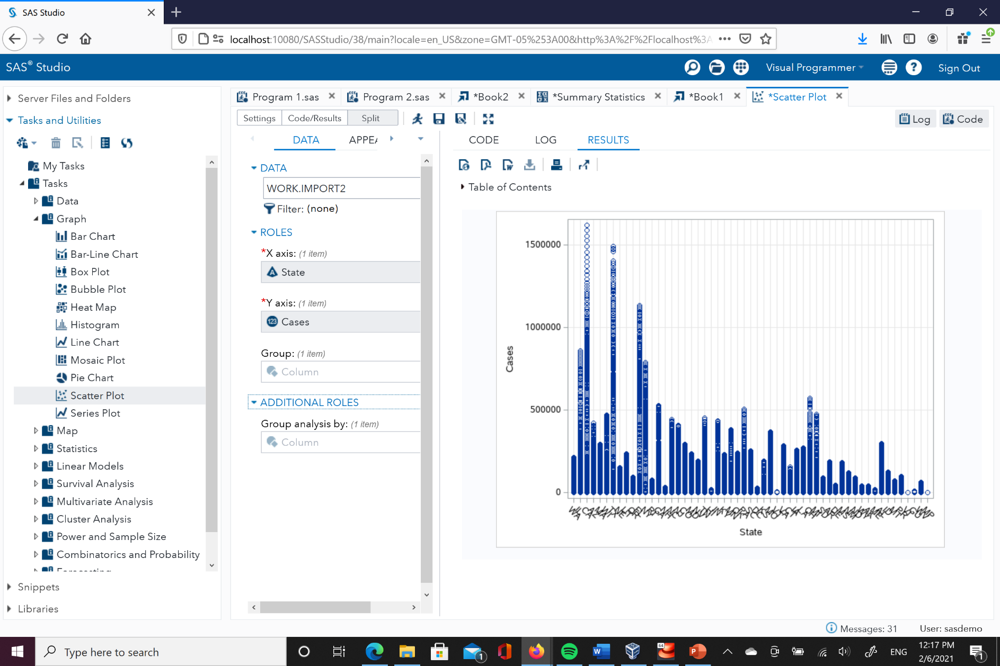 SAS Studio
localhost:10080/SASStudio/38/main?locale=en_US&zone=GMT-05%253A00&http%3A%2F%2Flocalhost%3A
SAS® Studio
Visual Programmer
Sign Out
Server Files and Folders
Tasks and Utilities
My Tasks
Tasks
Data
Graph
Bar Chart
Bar-Line Chart
Box Plot
Bubble Plot
Heat Map
Histogram
Line Chart
Mosaic Plot
Pie Chart
Scatter Plot
Series Plot
Map
Statistics
Linear Models
Survival Analysis
Multivariate Analysis
Cluster Analysis
Power and Sample Size
Combinatorics and Probability
Snippets
Libraries
Program 1.sas
Program 2.sas
*Book2
*Summary Statistics
*Book1
*Scatter Plot
Settings
Code/Results
Split
Log
Code
DATA
APPEA
DATA
WORK.IMPORT2
Filter: (none)
ROLES
*X axis: (1 item)
State
*Y axis: (1 item)
123 Cases
Group: (1 item)
Column
ADDITIONAL ROLES
Group analysis by: (1 item)
Column
CODE
LOG
RESULTS
Table of Contents
1500000
1000000
500000
0
Cases
State
Messages: 31
User: sasdemo
Type here to search
1
64
ENG
12:17 PM
2/6/2021
1